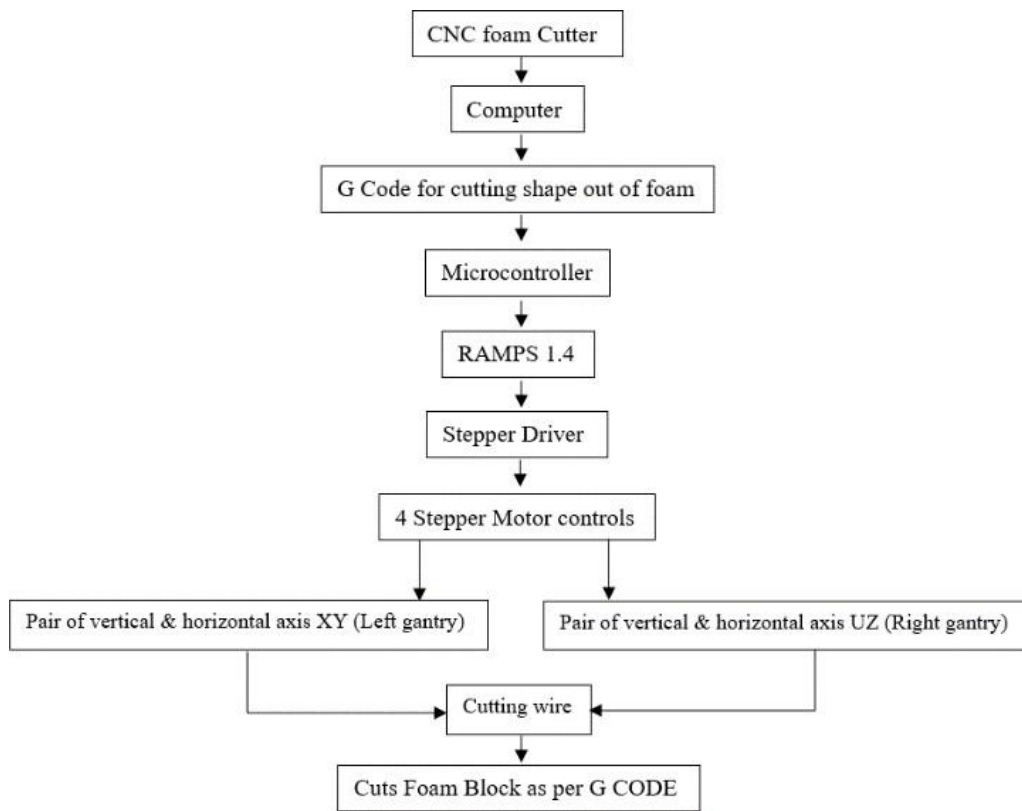 CNC foam Cutter
Computer
G Code for cutting shape out of foam
Microcontroller
RAMPS 1.4
Stepper Driver
4 Stepper Motor controls
Pair of vertical & horizontal axis XY (Left gantry)
Pair of vertical & horizontal axis UZ (Right gantry)
Cutting wire
Cuts Foam Block as per G CODE